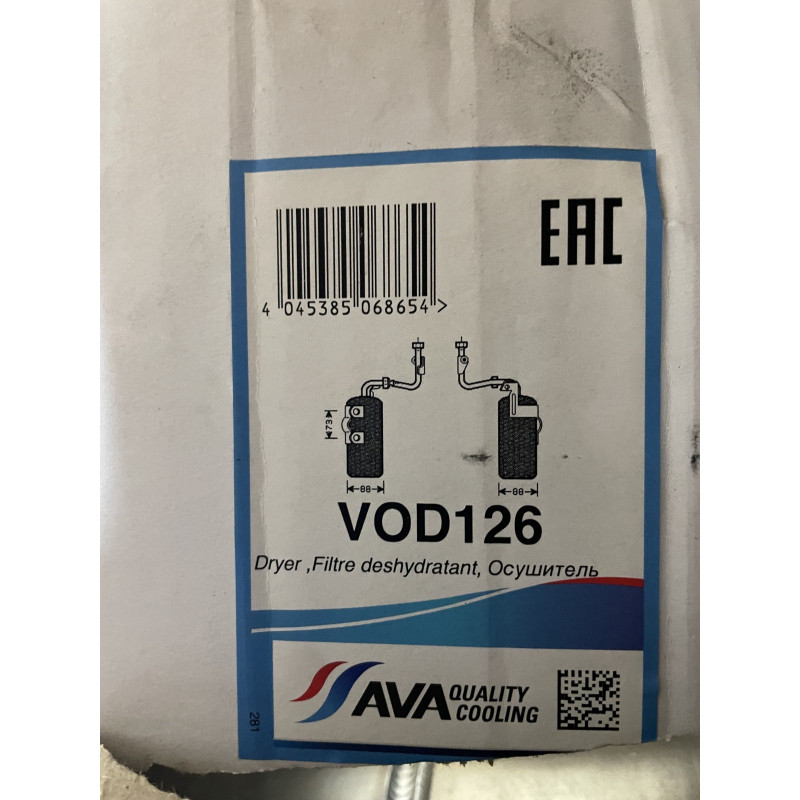 EAC
4 045385 068654 >
73
88
88
VOD126
Dryer ,Filtre deshydratant, Осушитель
AVA QUALITY
COOLING
281